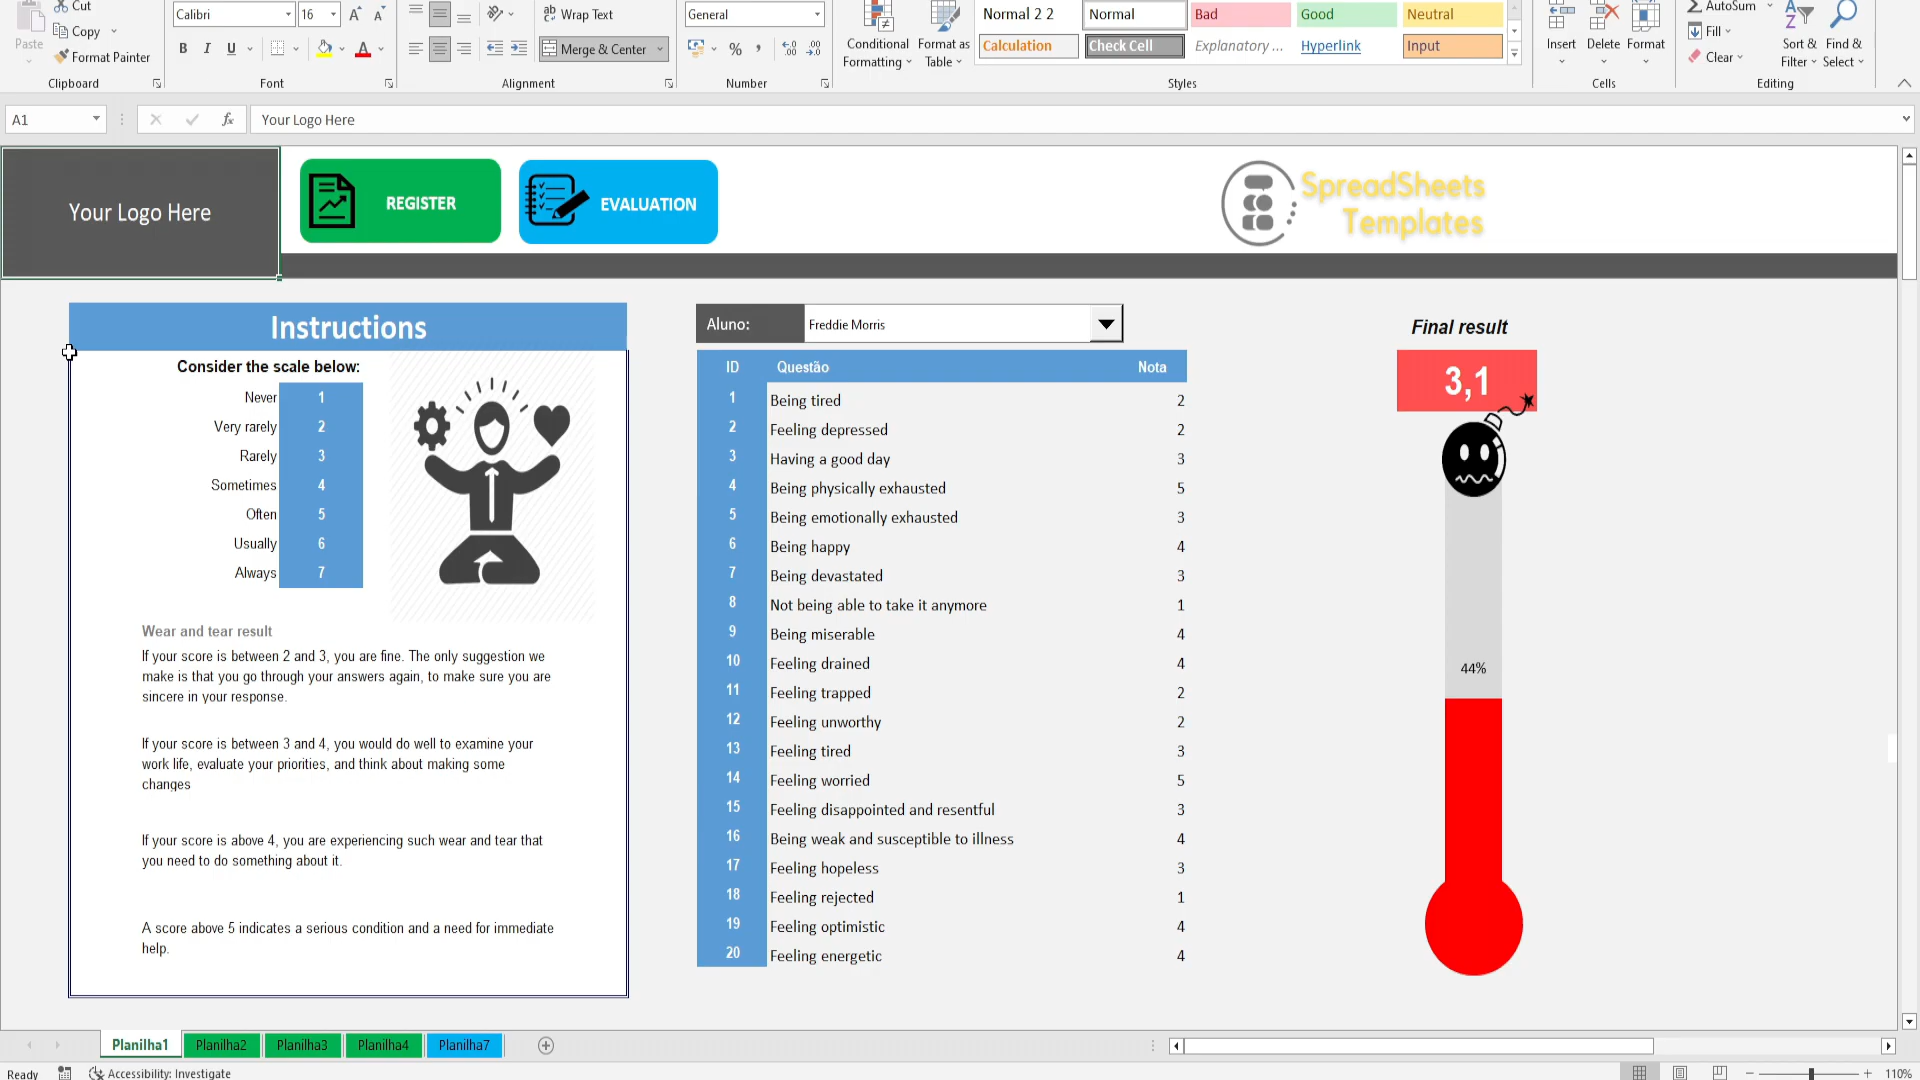 Cut
Calibri
16
Wrap Text
General
Normal 2 2
Normal
Bad
Good
Neutral
AutoSum
Paste
Copy
Format Painter
B I U
Merge & Center
Conditional Formatting
Format as Table
Calculation
Check Cell
Explanatory ...
Hyperlink
Input
Insert
Delete
Format
Fill
Clear
Sort & Filter
Find & Select
Clipboard
Font
Alignment
Number
Styles
Cells
Editing
A1
fx
Your Logo Here
Your Logo Here
REGISTER
EVALUATION
SpreadSheets
Templates
Instructions
Consider the scale below:
Never 1
Very rarely 2
Rarely 3
Sometimes 4
Often 5
Usually 6
Always 7
Wear and tear result
If your score is between 2 and 3, you are fine. The only suggestion we
make is that you go through your answers again, to make sure you are
sincere in your response.
If your score is between 3 and 4, you would do well to examine your
work life, evaluate your priorities, and think about making some
changes
If your score is above 4, you are experiencing such wear and tear that
you need to do something about it.
A score above 5 indicates a serious condition and a need for immediate
help.
Aluno: Freddie Morris
ID Questão Nota
1 Being tired 2
2 Feeling depressed 2
3 Having a good day 3
4 Being physically exhausted 5
5 Being emotionally exhausted 3
6 Being happy 4
7 Being devastated 3
8 Not being able to take it anymore 1
9 Being miserable 4
10 Feeling drained 4
11 Feeling trapped 2
12 Feeling unworthy 2
13 Feeling tired 3
14 Feeling worried 5
15 Feeling disappointed and resentful 3
16 Being weak and susceptible to illness 4
17 Feeling hopeless 3
18 Feeling rejected 1
19 Feeling optimistic 4
20 Feeling energetic 4
Final result
3,1
44%
Planilha1
Planilha2
Planilha3
Planilha4
Planilha7
Ready
Accessibility: Investigate
110%